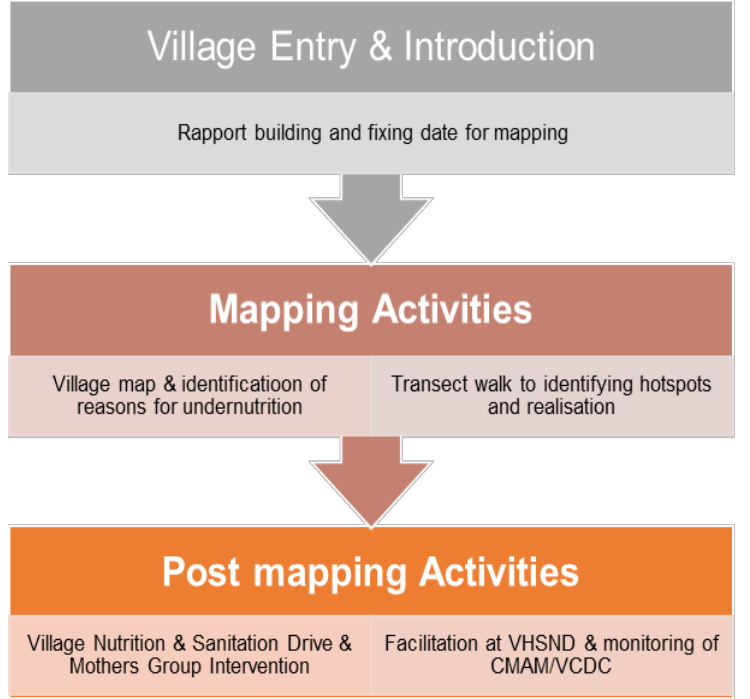 Village Entry & Introduction
Rapport building and fixing date for mapping
Mapping Activities
Village map & identificatioon of
reasons for undernutrition
Transect walk to identifying hotspots
and realisation
Post mapping Activities
Village Nutrition & Sanitation Drive &
Mothers Group Intervention
Facilitation at VHSND & monitoring of
CMAM/VCDC